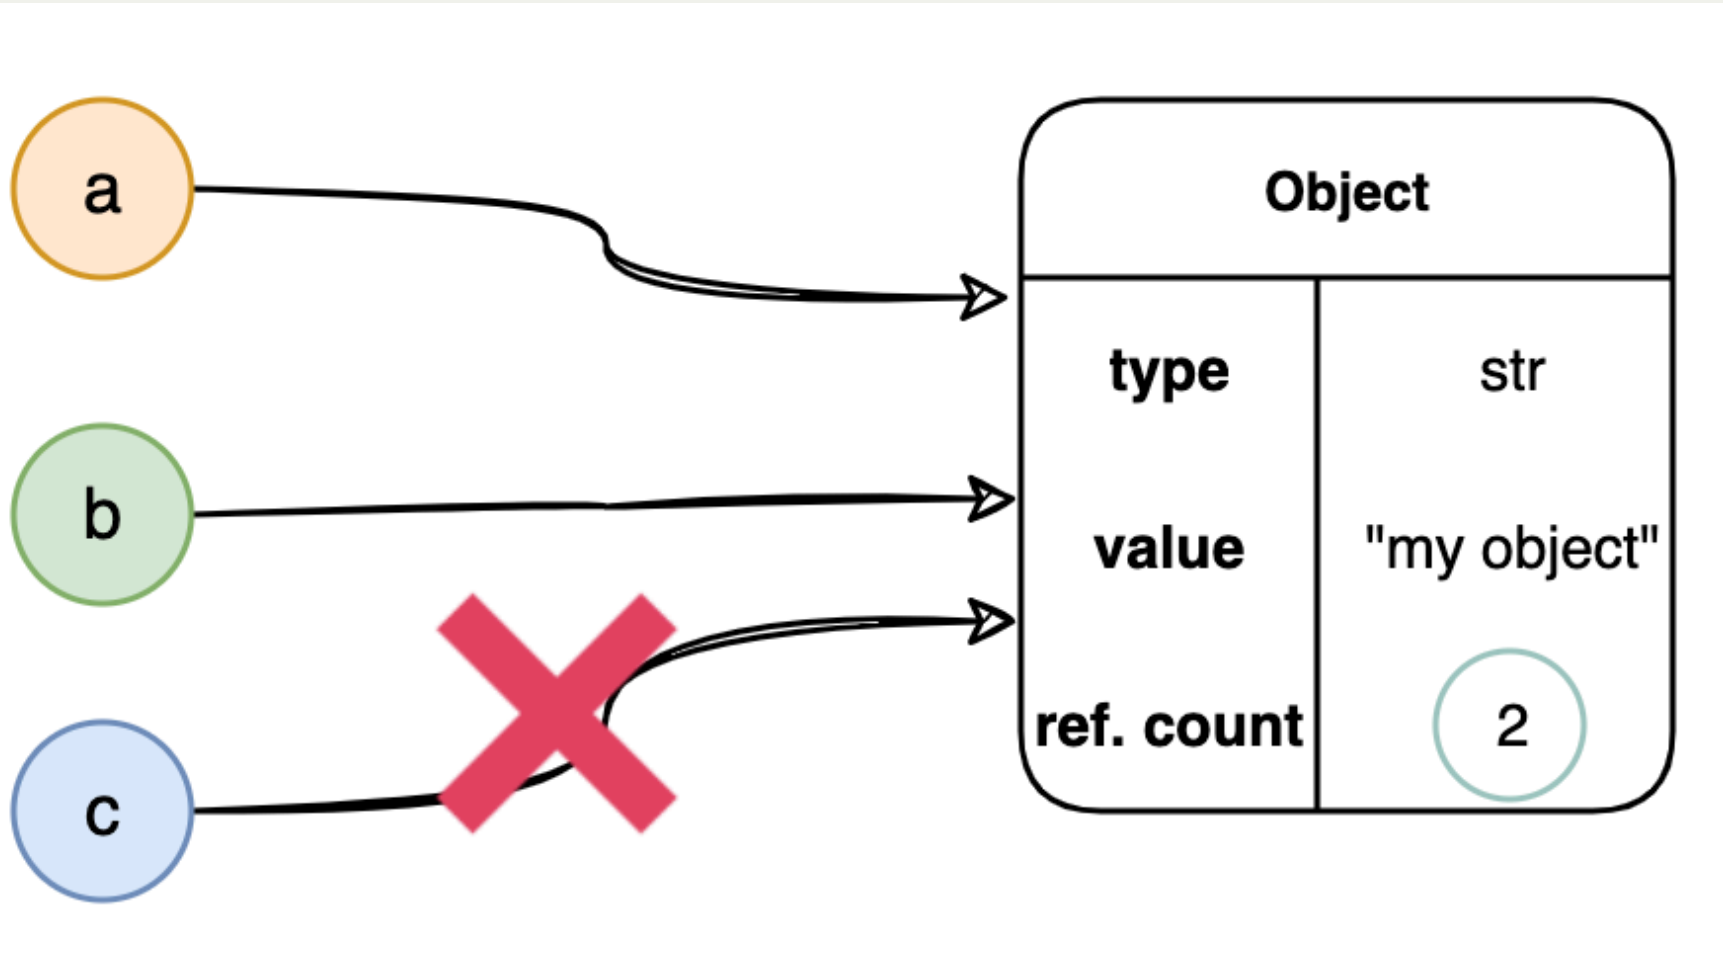 a
Object
type str
b
value "my object"
ref. count 2
c